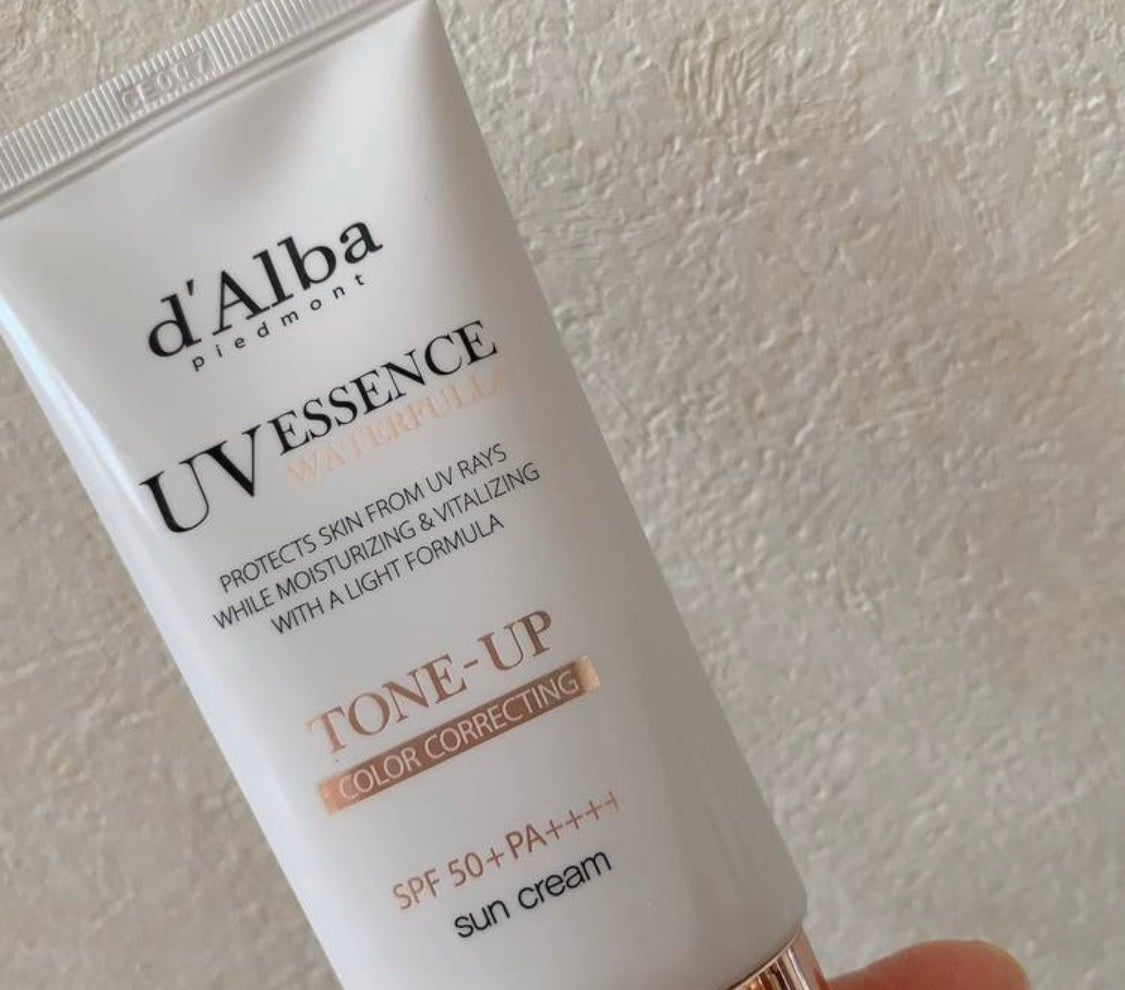 d'Alba
piedmont
UV ESSENCE
WATERFULL
PROTECTS SKIN FROM UV RAYS
WHILE MOISTURIZING & VITALIZING
WITH A LIGHT FORMULA
TONE-UP
COLOR CORRECTING
SPF 50+ PA++++
sun cream